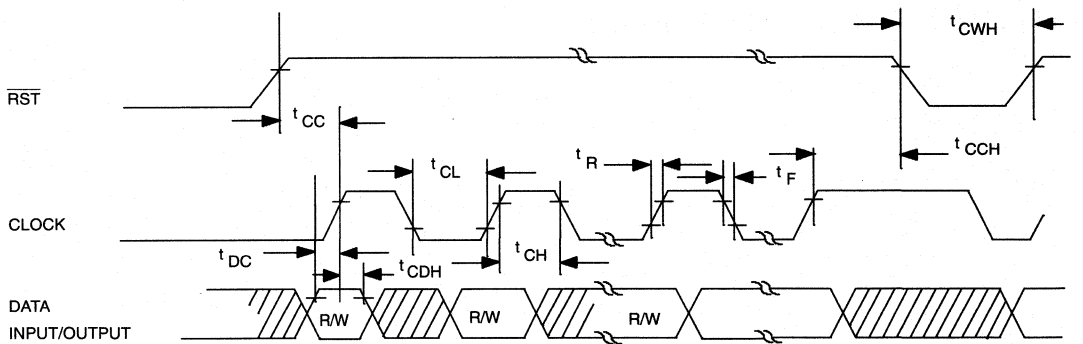 t CWH
RST
t CC
t CCH
t CL
t R
t F
CLOCK
t DC
t CDH
t CH
DATA
INPUT/OUTPUT
R/W
R/W
R/W